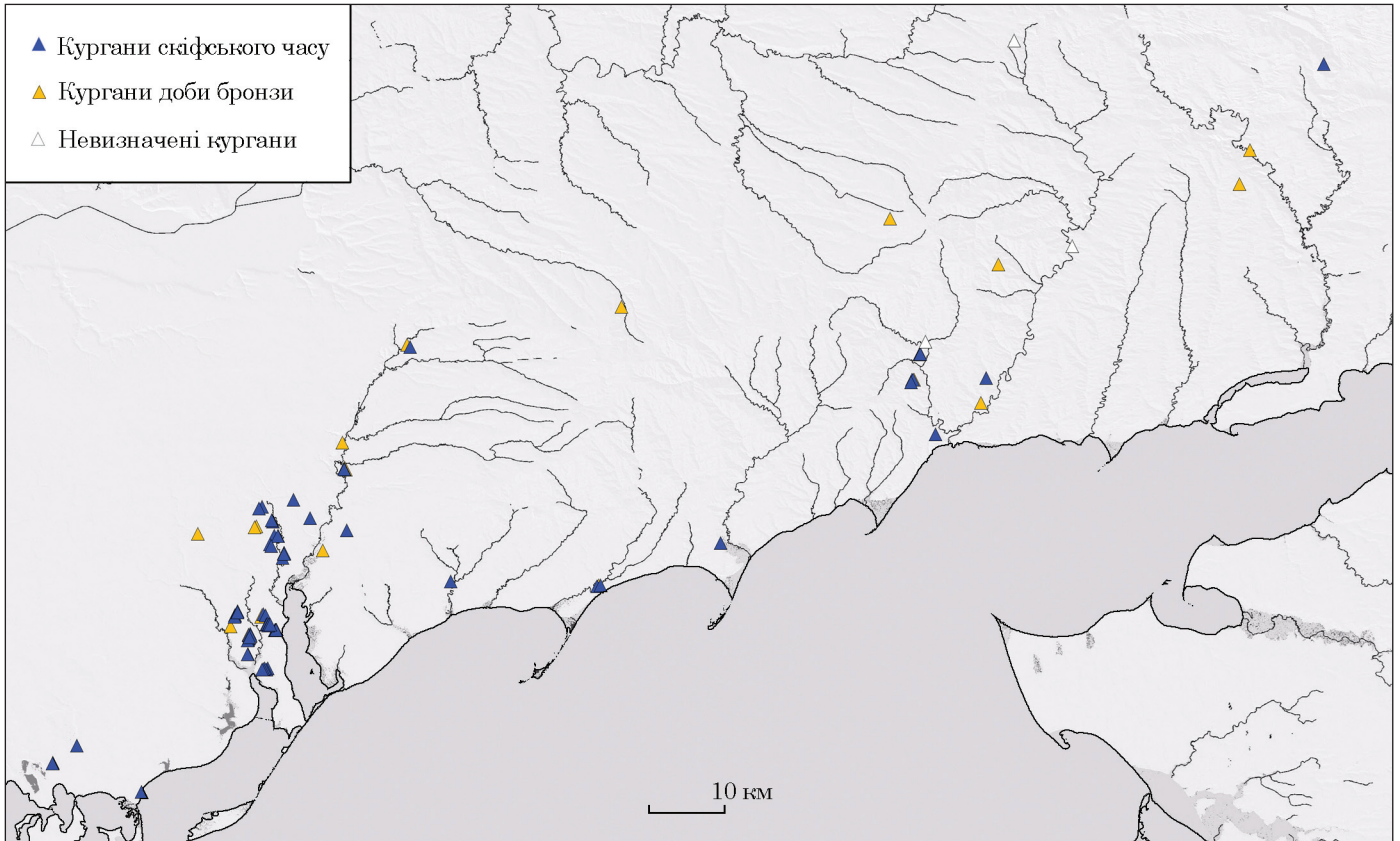 Кургани скіфського часу
Кургани доби бронзи
Невизначені кургани
10 км